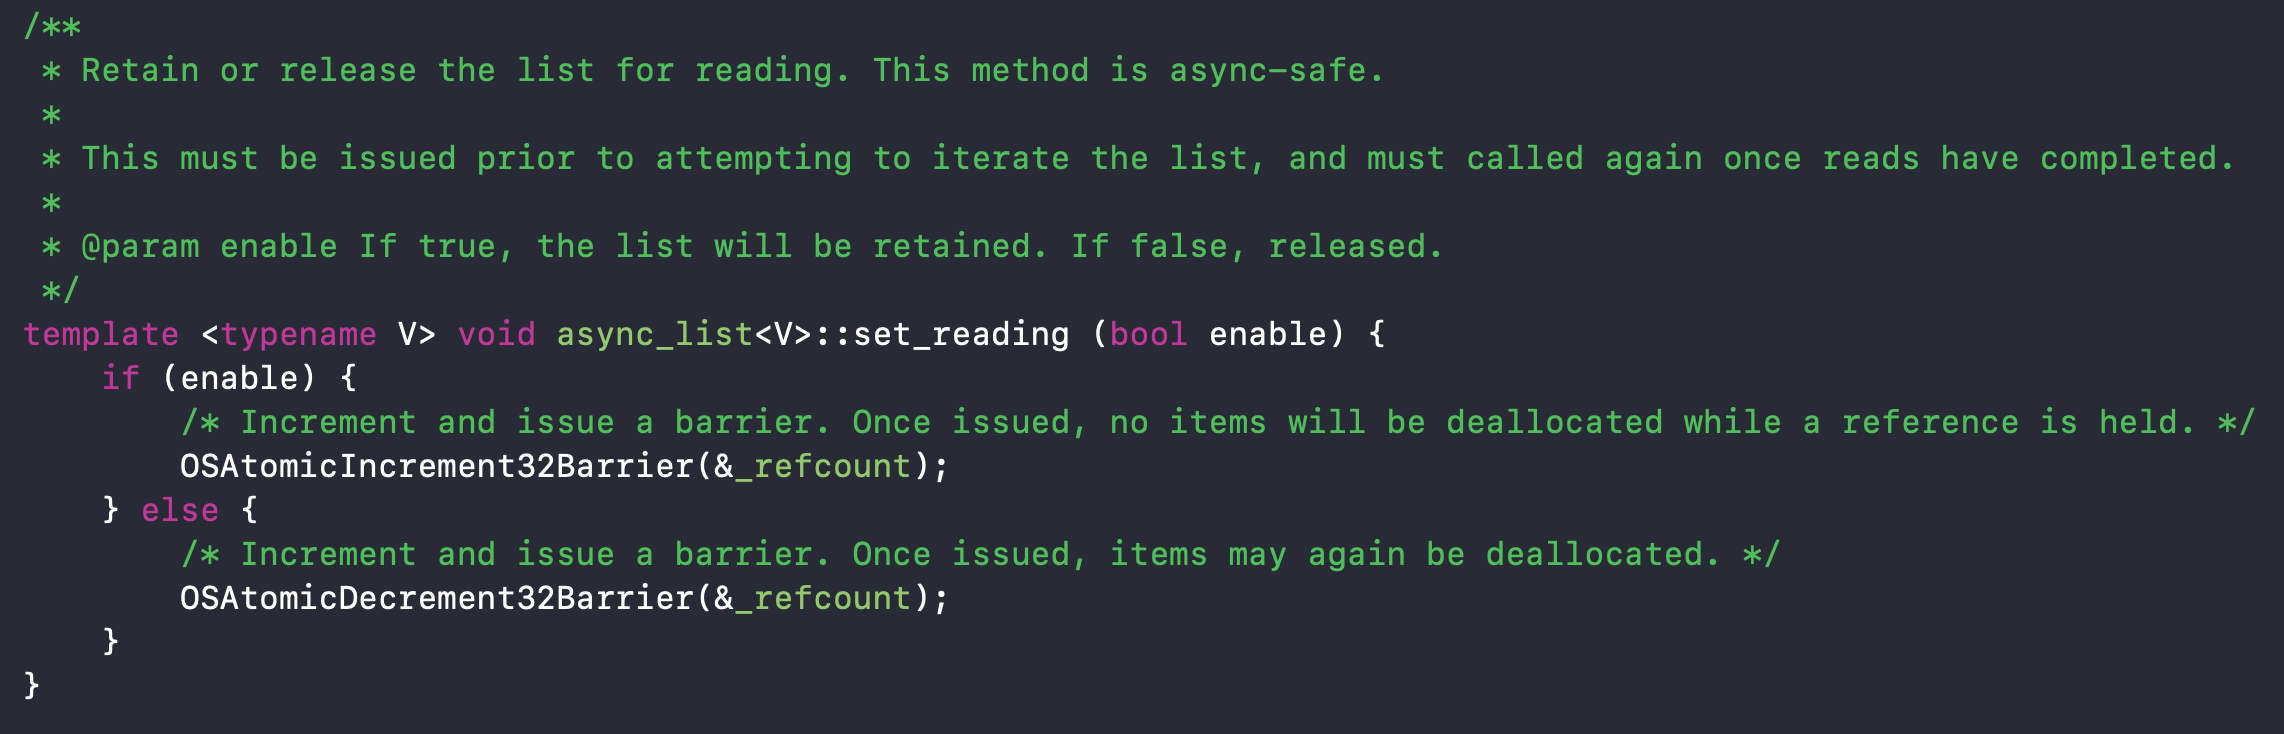 /**
 * Retain or release the list for reading. This method is async-safe.
 *
 * This must be issued prior to attempting to iterate the list, and must called again once reads have completed.
 *
 * @param enable If true, the list will be retained. If false, released.
 */
template <typename V> void async_list<V>::set_reading (bool enable) {
    if (enable) {
        /* Increment and issue a barrier. Once issued, no items will be deallocated while a reference is held. */
        OSAtomicIncrement32Barrier(&_refcount);
    } else {
        /* Increment and issue a barrier. Once issued, items may again be deallocated. */
        OSAtomicDecrement32Barrier(&_refcount);
    }
}